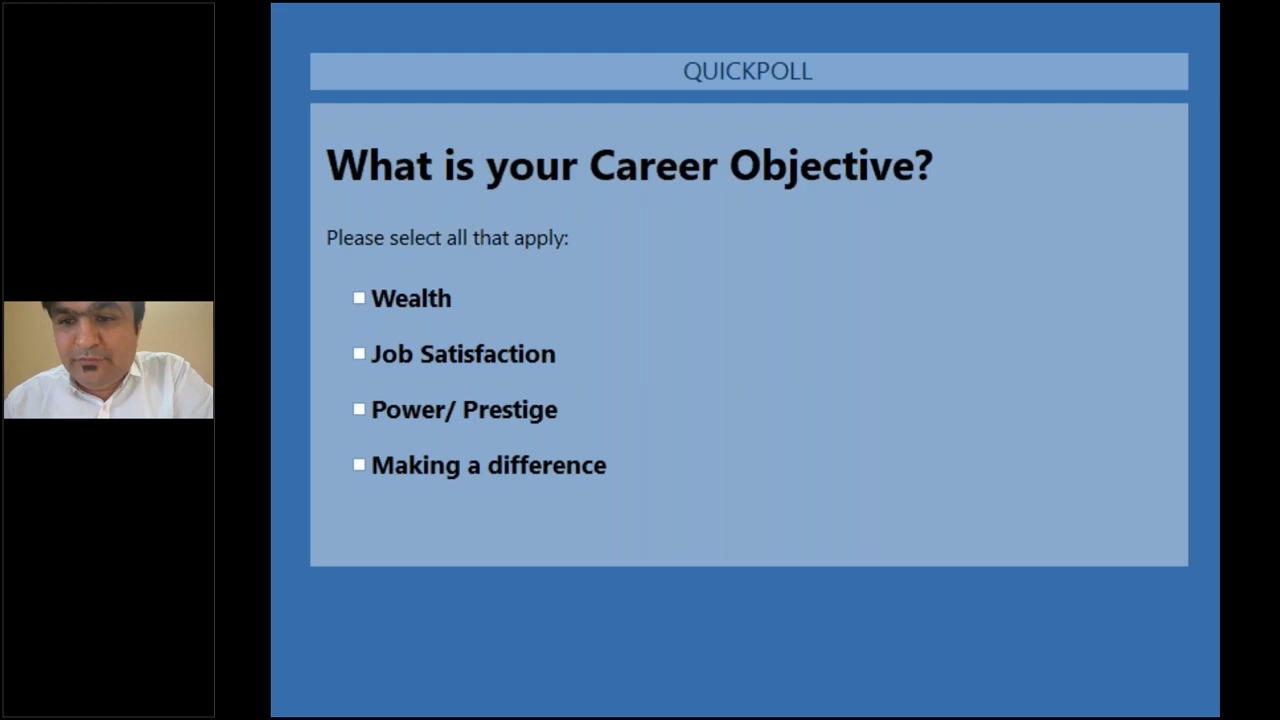 QUICKPOLL
What is your Career Objective?
Please select all that apply:
Wealth
Job Satisfaction
Power/ Prestige
Making a difference